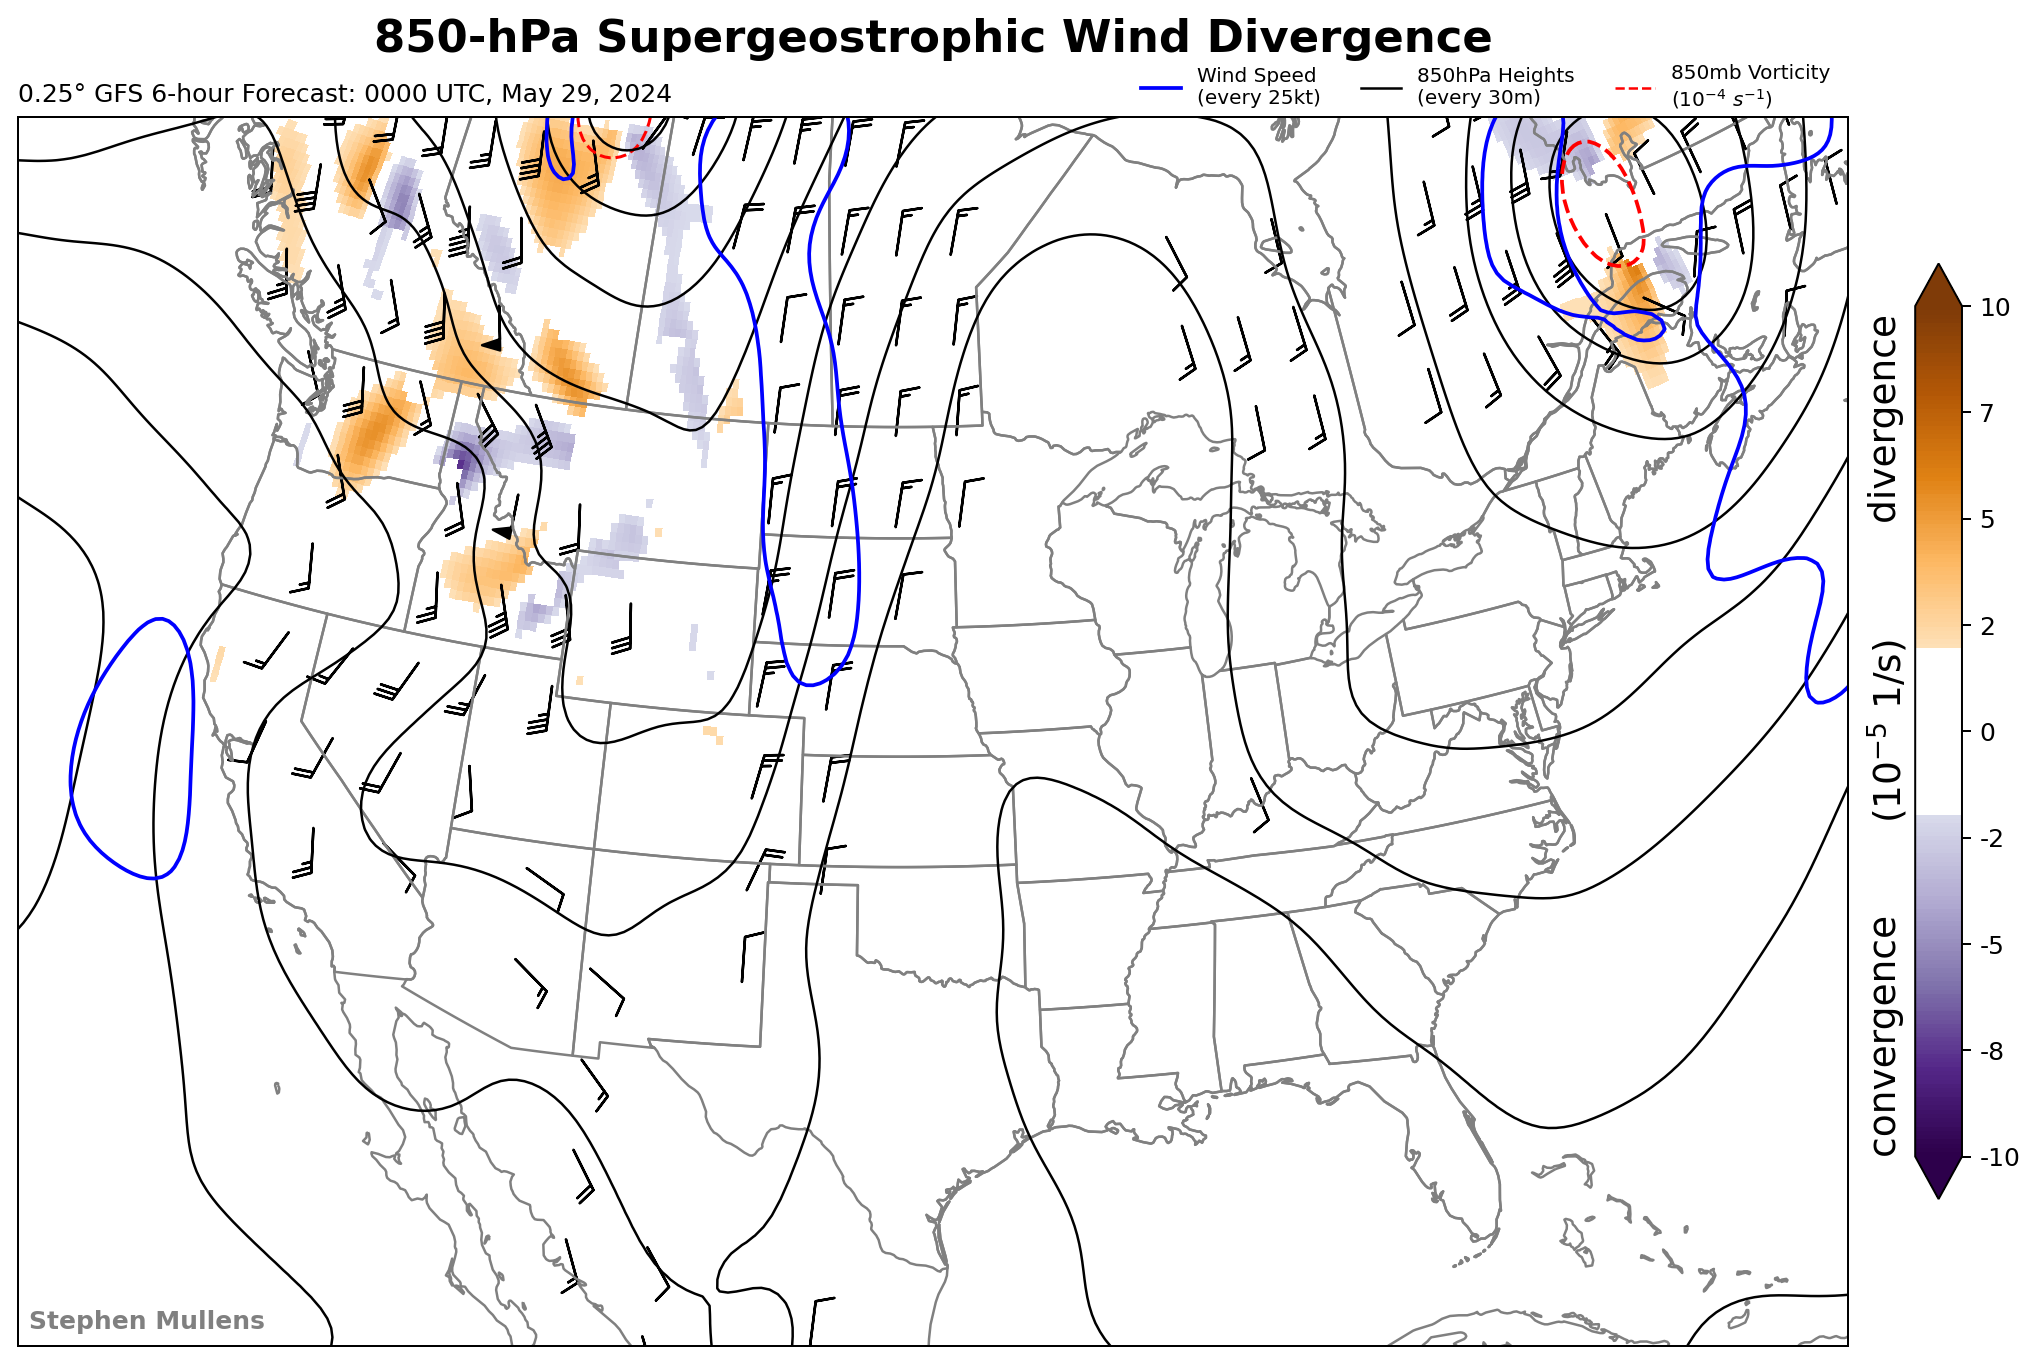 850-hPa Supergeostrophic Wind Divergence
0.25° GFS 6-hour Forecast: 0000 UTC, May 29, 2024
Wind Speed
(every 25kt)
850hPa Heights
(every 30m)
850mb Vorticity
(10⁻⁴ s⁻¹)
10
7
5
2
0
-2
-5
-8
-10
convergence (10⁻⁵ 1/s) divergence
Stephen Mullens